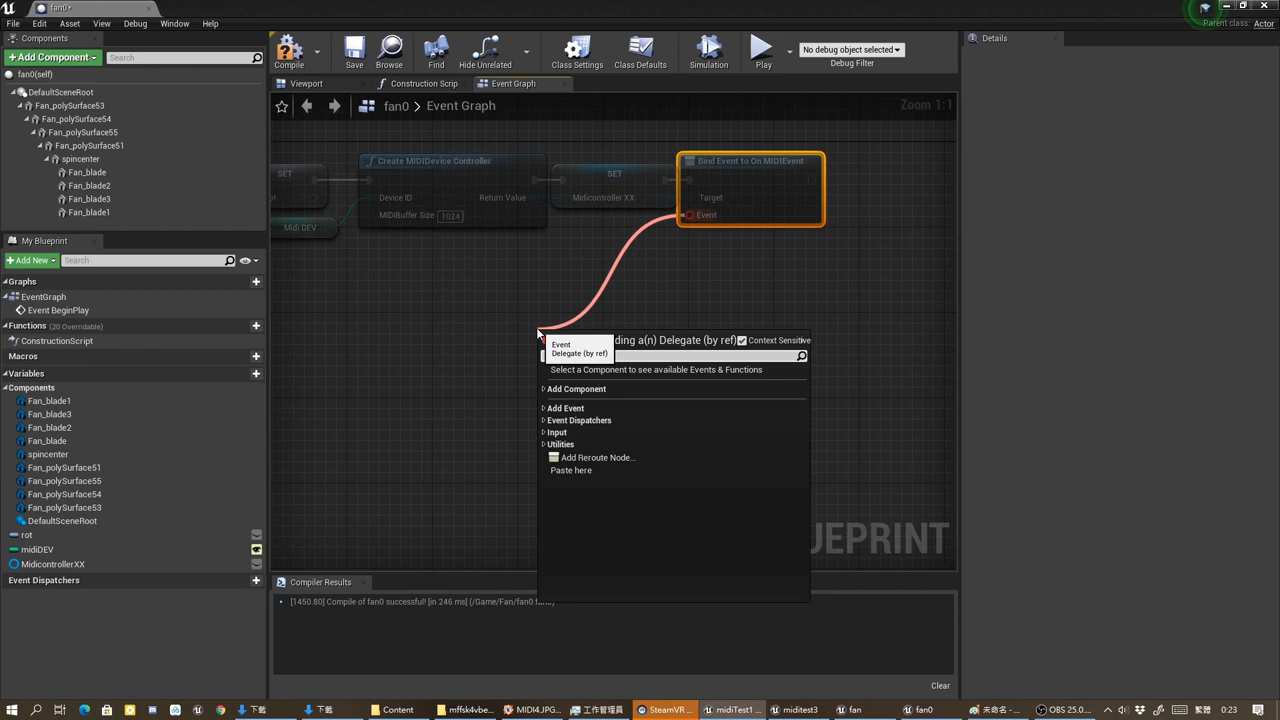 fan0*
File Edit Asset View Debug Window Help
Parent class: Actor
Components
+Add Component
Search
fan0(self)
DefaultSceneRoot
Fan_polySurface53
Fan_polySurface54
Fan_polySurface55
Fan_polySurface51
spincenter
Fan_blade
Fan_blade2
Fan_blade3
Fan_blade1
My Blueprint
+Add New
Search
Graphs
EventGraph
Event BeginPlay
Functions (20 Overridable)
ConstructionScript
Macros
Variables
Components
Fan_blade1
Fan_blade3
Fan_blade2
Fan_blade
spincenter
Fan_polySurface51
Fan_polySurface55
Fan_polySurface54
Fan_polySurface53
DefaultSceneRoot
rot
midiDEV
MidicontrollerXX
Event Dispatchers
Compile
Save
Browse
Find
Hide Unrelated
Class Settings
Class Defaults
Simulation
Play
No debug object selected
Debug Filter
Viewport
Construction Scrip
Event Graph
fan0 > Event Graph
Zoom 1:1
SET
Midi DEV
Create MIDIDevice Controller
Device ID
Return Value
MIDIBuffer Size 1024
SET
Midicontroller XX
Bind Event to On MIDIEvent
Target
Event
Event
Delegate (by ref)
ding a(n) Delegate (by ref)
Context Sensitive
Select a Component to see available Events & Functions
Add Component
Add Event
Event Dispatchers
Input
Utilities
Add Reroute Node...
Paste here
UEPRINT
Compiler Results
[1450.80] Compile of fan0 successful! [in 246 ms] (/Game/Fan/fan0.fan0)
Clear
Details
下載
下載
Content
mffsk4vbe...
MIDI4.JPG...
工作管理員
SteamVR ...
midiTest1 ...
miditest3
fan
fan0
未命名 - ...
OBS 25.0....
繁體
0:23